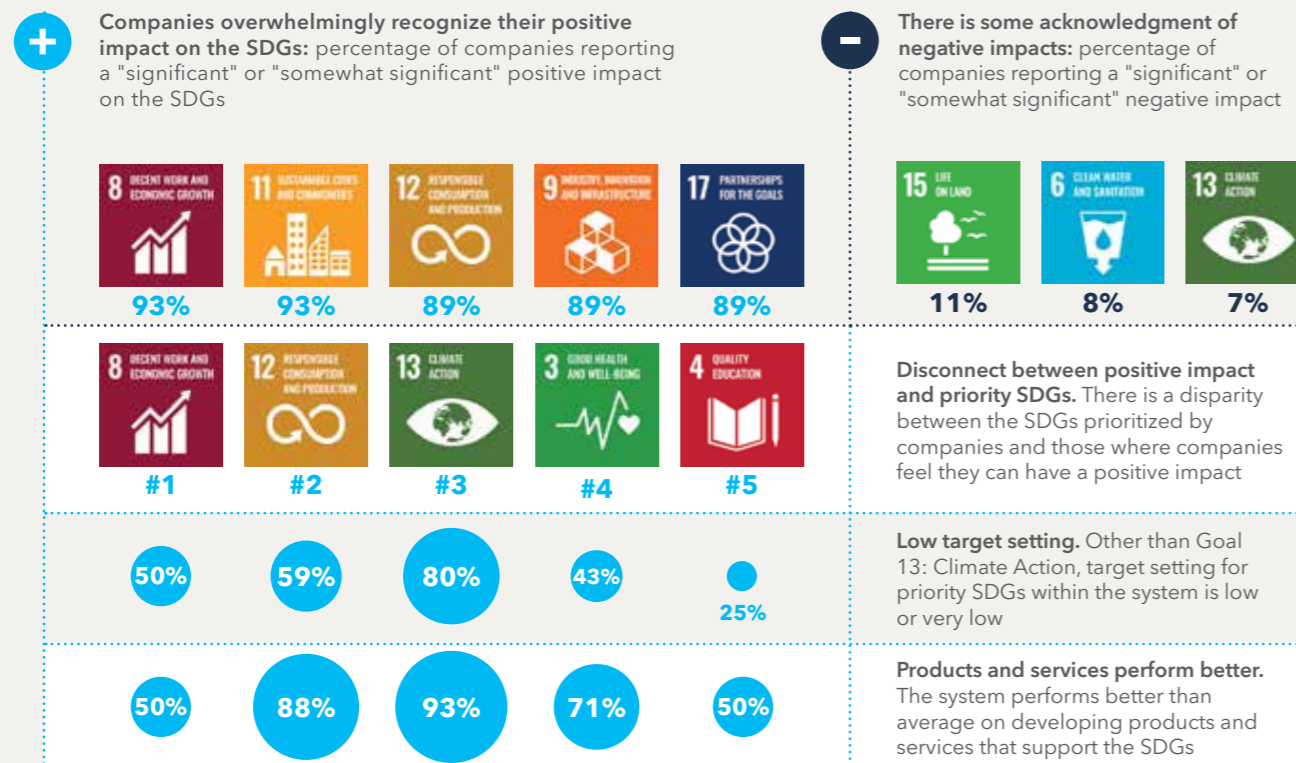 +
Companies overwhelmingly recognize their positive
impact on the SDGs: percentage of companies reporting
a "significant" or "somewhat significant" positive impact
on the SDGs
-
There is some acknowledgment of
negative impacts: percentage of
companies reporting a "significant" or
"somewhat significant" negative impact
8 DECENT WORK AND
ECONOMIC GROWTH
11 SUSTAINABLE CITIES
AND COMMUNITIES
12 RESPONSIBLE
CONSUMPTION
AND PRODUCTION
9 INDUSTRY, INNOVATION
AND INFRASTRUCTURE
17 PARTNERSHIPS
FOR THE GOALS
15 LIFE
ON LAND
6 CLEAN WATER
AND SANITATION
13 CLIMATE
ACTION
93%
93%
89%
89%
89%
11%
8%
7%
8 DECENT WORK AND
ECONOMIC GROWTH
12 RESPONSIBLE
CONSUMPTION
AND PRODUCTION
13 CLIMATE
ACTION
3 GOOD HEALTH
AND WELL-BEING
4 QUALITY
EDUCATION
#1
#2
#3
#4
#5
Disconnect between positive impact
and priority SDGs. There is a disparity
between the SDGs prioritized by
companies and those where companies
feel they can have a positive impact
50%
59%
80%
43%
25%
Low target setting. Other than Goal
13: Climate Action, target setting for
priority SDGs within the system is low
or very low
50%
88%
93%
71%
50%
Products and services perform better.
The system performs better than
average on developing products and
services that support the SDGs